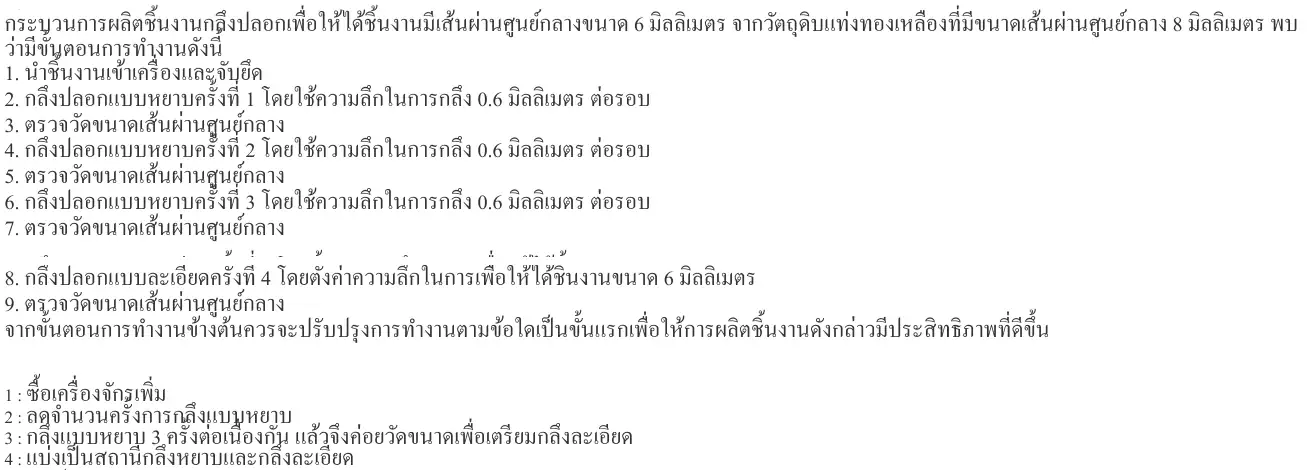 กระบวนการผลิตชิ้นงานกลึงปลอกเพื่อให้ได้ชิ้นงานมีเส้นผ่านศูนย์กลางขนาด 6 มิลลิเมตร จากวัตถุดิบแท่งทองเหลืองที่มีขนาดเส้นผ่านศูนย์กลาง 8 มิลลิเมตร พบ
ว่ามีขั้นตอนการทำงานดังนี้
1. นำชิ้นงานเข้าเครื่องและจับยึด
2. กลึงปลอกแบบหยาบครั้งที่ 1 โดยใช้ความลึกในการกลึง 0.6 มิลลิเมตร ต่อรอบ
3. ตรวจวัดขนาดเส้นผ่านศูนย์กลาง
4. กลึงปลอกแบบหยาบครั้งที่ 2 โดยใช้ความลึกในการกลึง 0.6 มิลลิเมตร ต่อรอบ
5. ตรวจวัดขนาดเส้นผ่านศูนย์กลาง
6. กลึงปลอกแบบหยาบครั้งที่ 3 โดยใช้ความลึกในการกลึง 0.6 มิลลิเมตร ต่อรอบ
7. ตรวจวัดขนาดเส้นผ่านศูนย์กลาง
8. กลึงปลอกแบบละเอียดครั้งที่ 4 โดยตั้งค่าความลึกในการเพื่อให้ได้ชิ้นงานขนาด 6 มิลลิเมตร
9. ตรวจวัดขนาดเส้นผ่านศูนย์กลาง
จากขั้นตอนการทำงานข้างต้นควรจะปรับปรุงการทำงานตามข้อใดเป็นขั้นแรกเพื่อให้การผลิตชิ้นงานดังกล่าวมีประสิทธิภาพที่ดีขึ้น
1 : ซื้อเครื่องจักรเพิ่ม
2 : ลดจำนวนครั้งการกลึงแบบหยาบ
3 : กลึงแบบหยาบ 3 ครั้งต่อเนื่องกัน แล้วจึงค่อยวัดขนาดเพื่อเตรียมกลึงละเอียด
4 : แบ่งเป็นสถานีกลึงหยาบและกลึงละเอียด